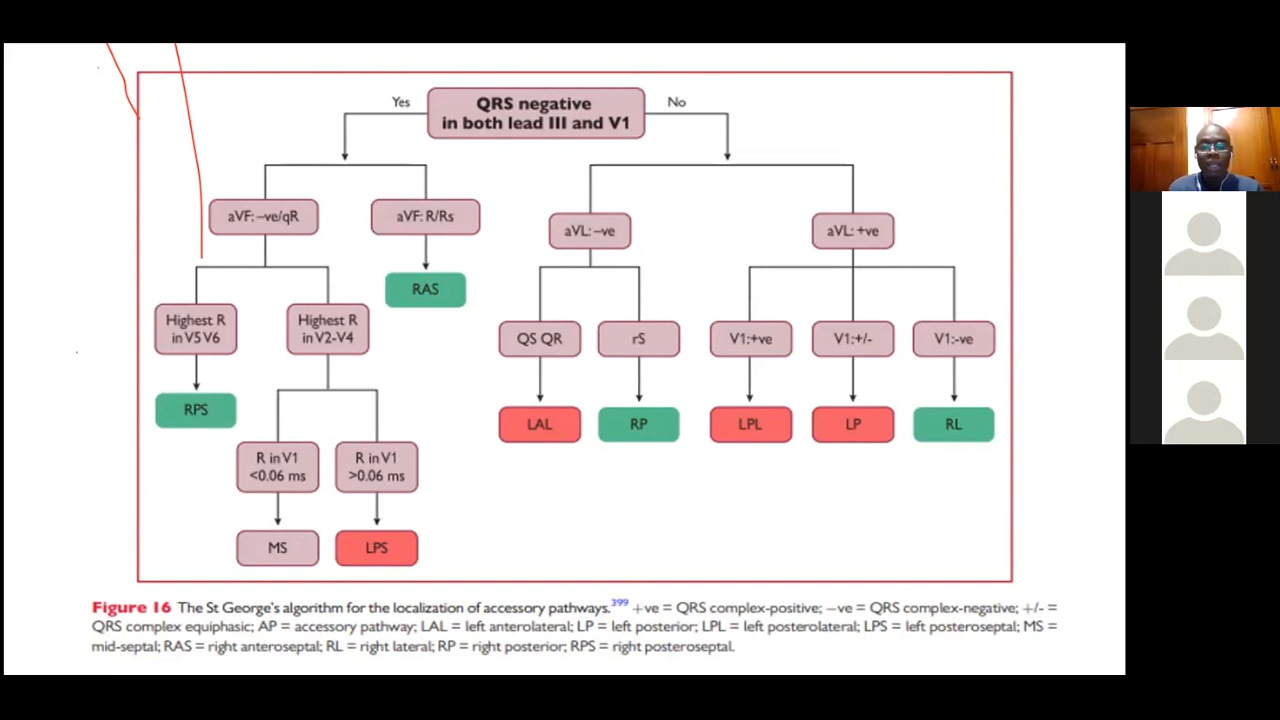 QRS negative
in both lead III and V1
Yes
No
aVF: –ve/qR
aVF: R/Rs
aVL: –ve
aVL: +ve
RAS
Highest R
in V5 V6
Highest R
in V2-V4
QS QR
rS
V1:+ve
V1:+/-
V1:-ve
RPS
LAL
RP
LPL
LP
RL
R in V1
<0.06 ms
R in V1
>0.06 ms
MS
LPS
Figure 16 The St George's algorithm for the localization of accessory pathways.399 +ve = QRS complex-positive; –ve = QRS complex-negative; +/- =
QRS complex equiphasic; AP = accessory pathway; LAL = left anterolateral; LP = left posterior; LPL = left posterolateral; LPS = left posteroseptal; MS =
mid-septal; RAS = right anteroseptal; RL = right lateral; RP = right posterior; RPS = right posteroseptal.